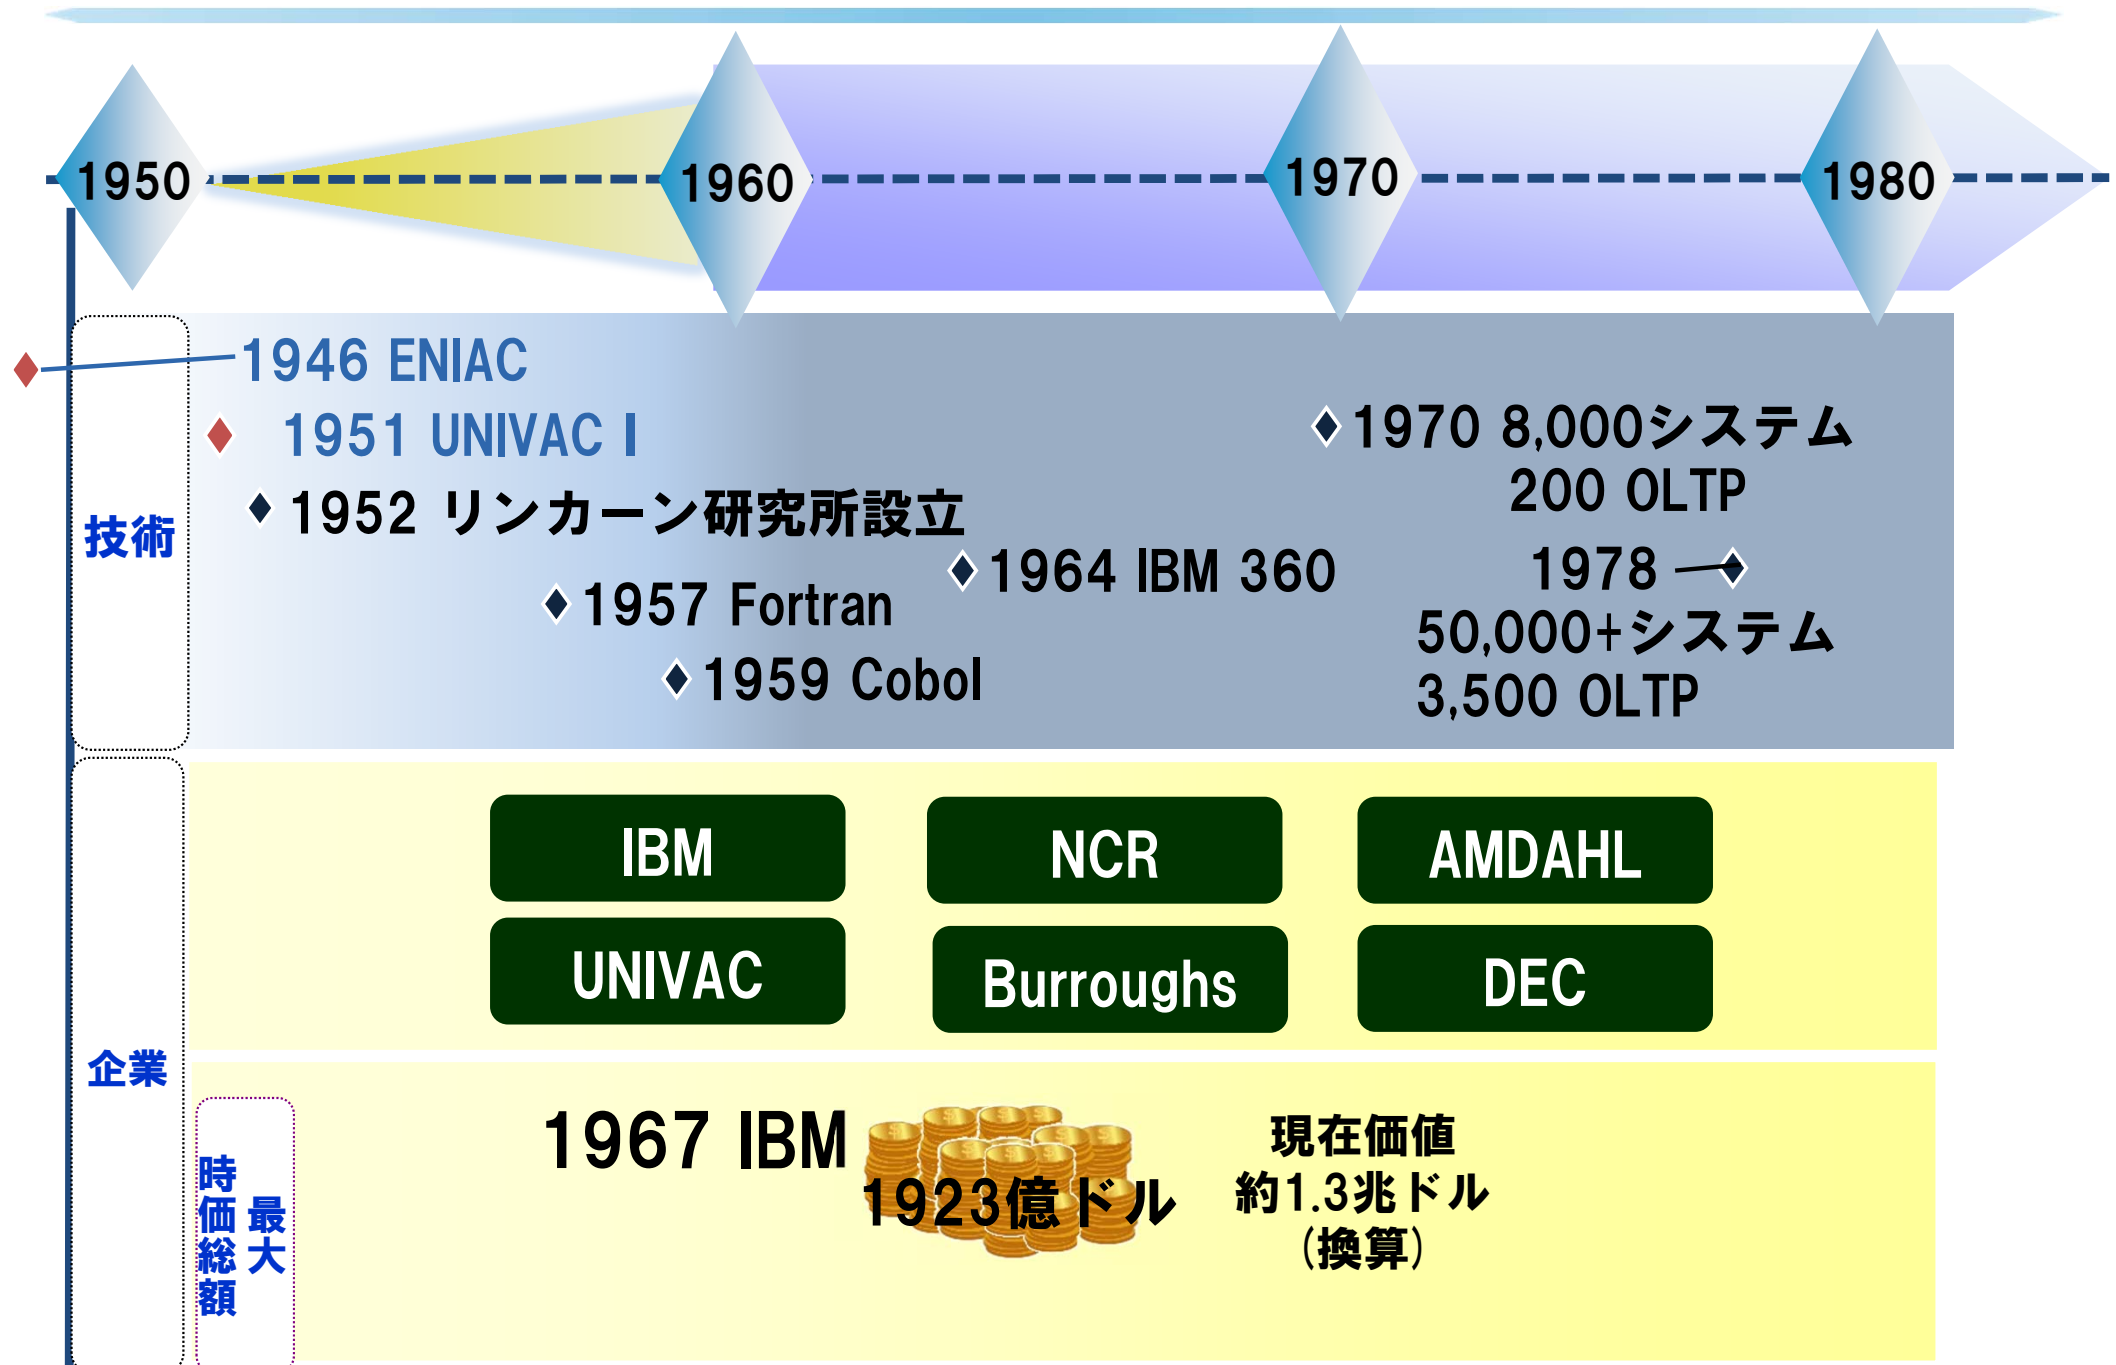 1950
1960
1970
1980
技術
1946 ENIAC
1951 UNIVAC I
1952 リンカーン研究所設立
1957 Fortran
1959 Cobol
1964 IBM 360
1970 8,000システム
200 OLTP
1978
50,000+システム
3,500 OLTP
企業
IBM
NCR
AMDAHL
UNIVAC
Burroughs
DEC
最大
時価総額
1967 IBM
1923億ドル
現在価値
約1.3兆ドル
(換算)